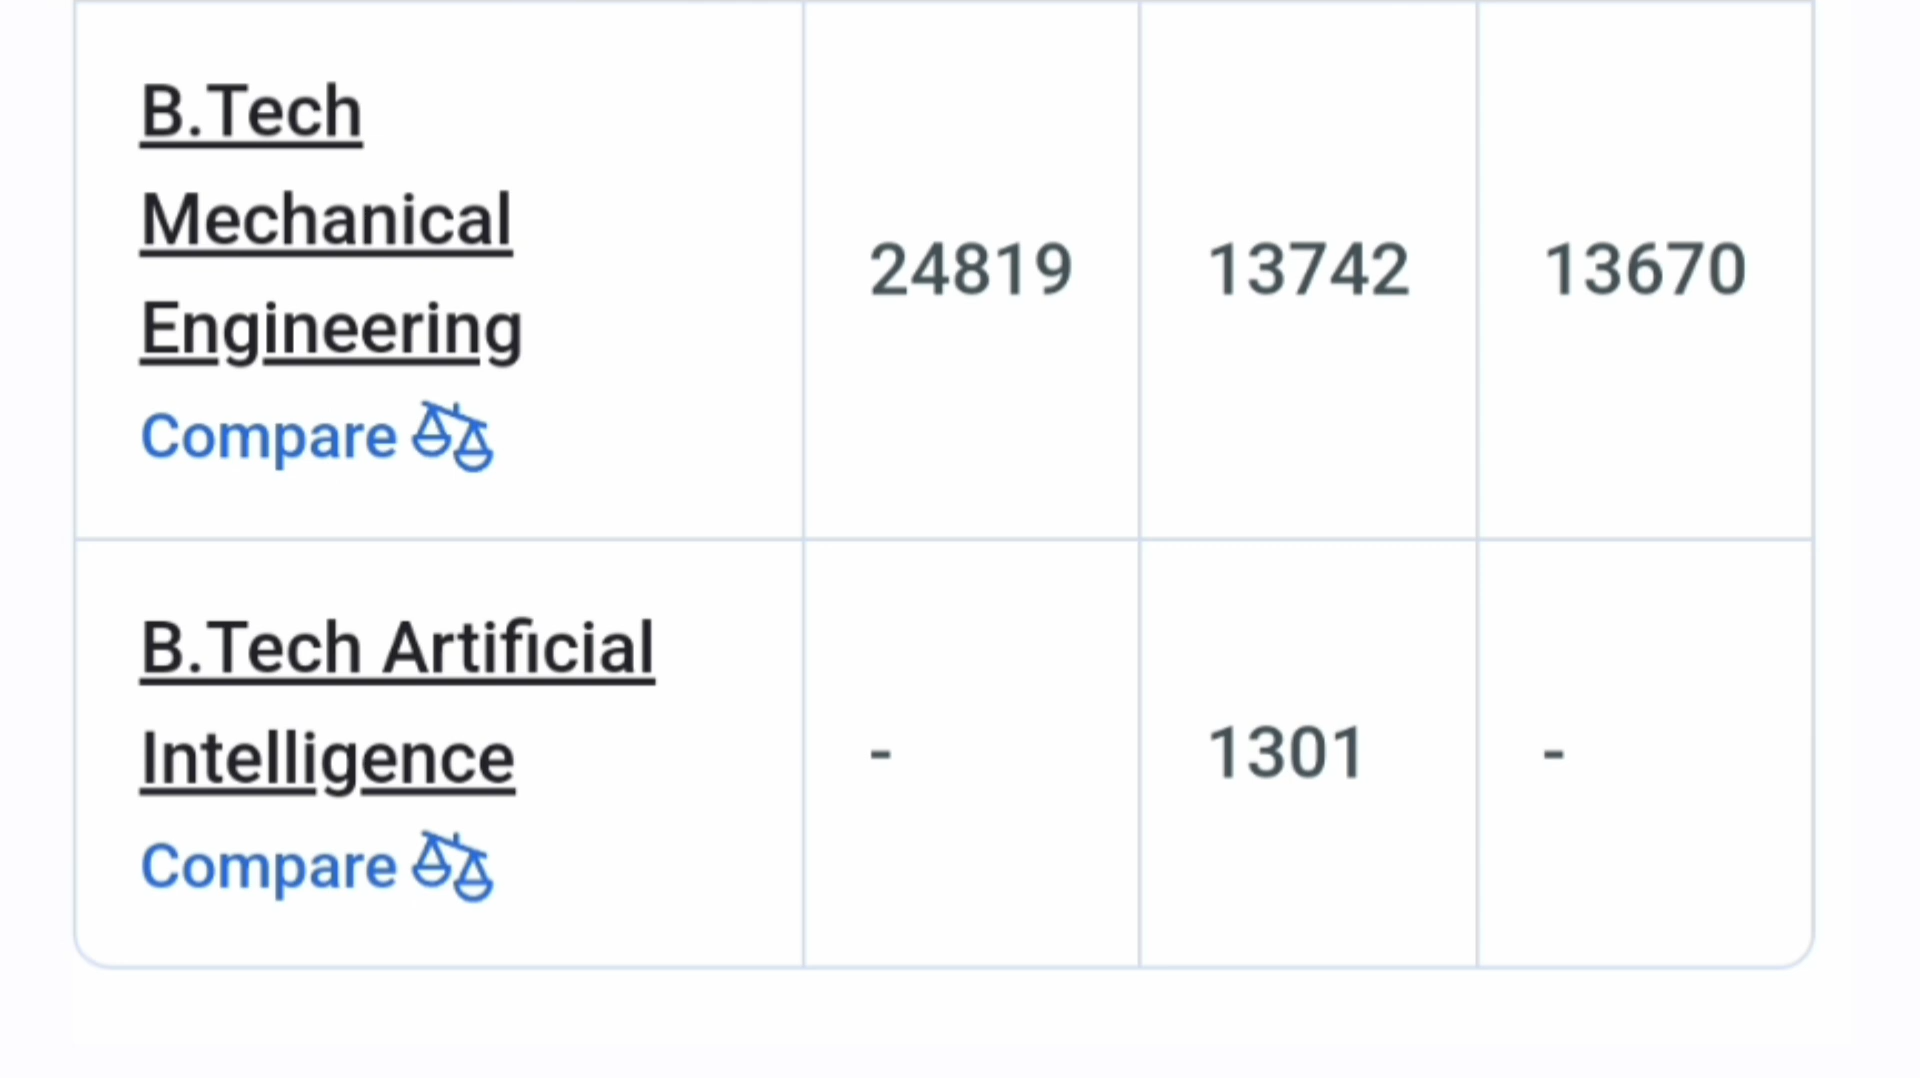 B.Tech
Mechanical
Engineering
Compare
24819 13742 13670
B.Tech Artificial
Intelligence
Compare
- 1301 -